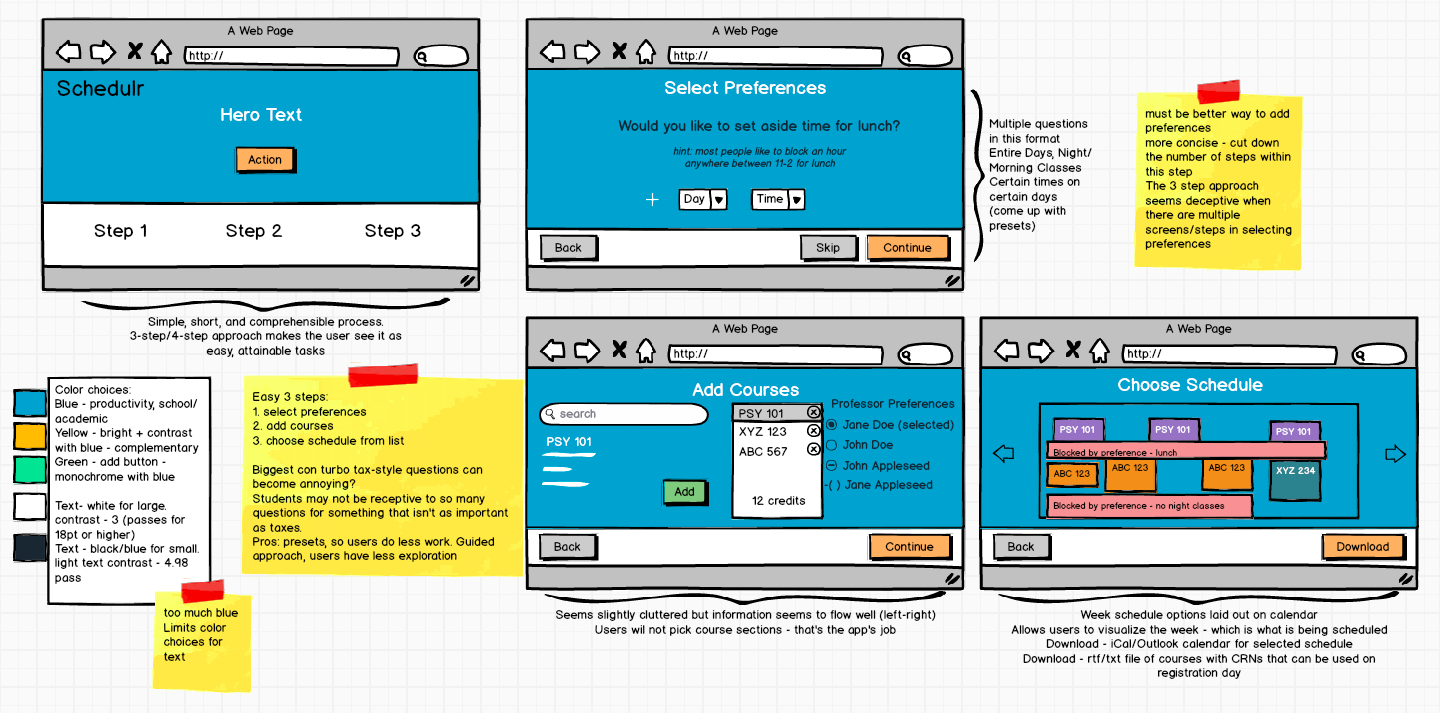 A Web Page
http://
Schedulr
Hero Text
Action
Step 1
Step 2
Step 3
Simple, short, and comprehensible process.
3-step/4-step approach makes the user see it as
easy, attainable tasks
A Web Page
http://
Select Preferences
Would you like to set aside time for lunch?
hint: most people like to block an hour
anywhere between 11-2 for lunch
Day
Time
Back
Skip
Continue
Multiple questions
in this format
Entire Days, Night/
Morning Classes
Certain times on
certain days
(come up with
presets)
must be better way to add
preferences
more concise - cut down
the number of steps within
this step
The 3 step approach
seems deceptive when
there are multiple
screens/steps in selecting
preferences
Color choices:
Blue - productivity, school/
academic
Yellow - bright + contrast
with blue - complementary
Green - add button -
monochrome with blue
Text- white for large.
contrast - 3 (passes for
18pt or higher)
Text - black/blue for small.
light text contrast - 4.98
pass
too much blue
Limits color
choices for
text
Easy 3 steps:
1. select preferences
2. add courses
3. choose schedule from list
Biggest con turbo tax-style questions can
become annoying?
Students may not be receptive to so many
questions for something that isn't as important
as taxes.
Pros: presets, so users do less work. Guided
approach, users have less exploration
A Web Page
http://
Add Courses
search
PSY 101
Add
PSY 101
XYZ 123
ABC 567
12 credits
Professor Preferences
Jane Doe (selected)
John Doe
John Appleseed
-( ) Jane Appleseed
Back
Continue
Seems slightly cluttered but information seems to flow well (left-right)
Users wil not pick course sections - that's the app's job
A Web Page
http://
Choose Schedule
PSY 101
PSY 101
PSY 101
Blocked by preference - lunch
ABC 123
ABC 123
ABC 123
XYZ 234
Blocked by preference - no night classes
Back
Download
Week schedule options laid out on calendar
Allows users to visualize the week - which is what is being scheduled
Download - iCal/Outlook calendar for selected schedule
Download - rtf/txt file of courses with CRNs that can be used on
registration day